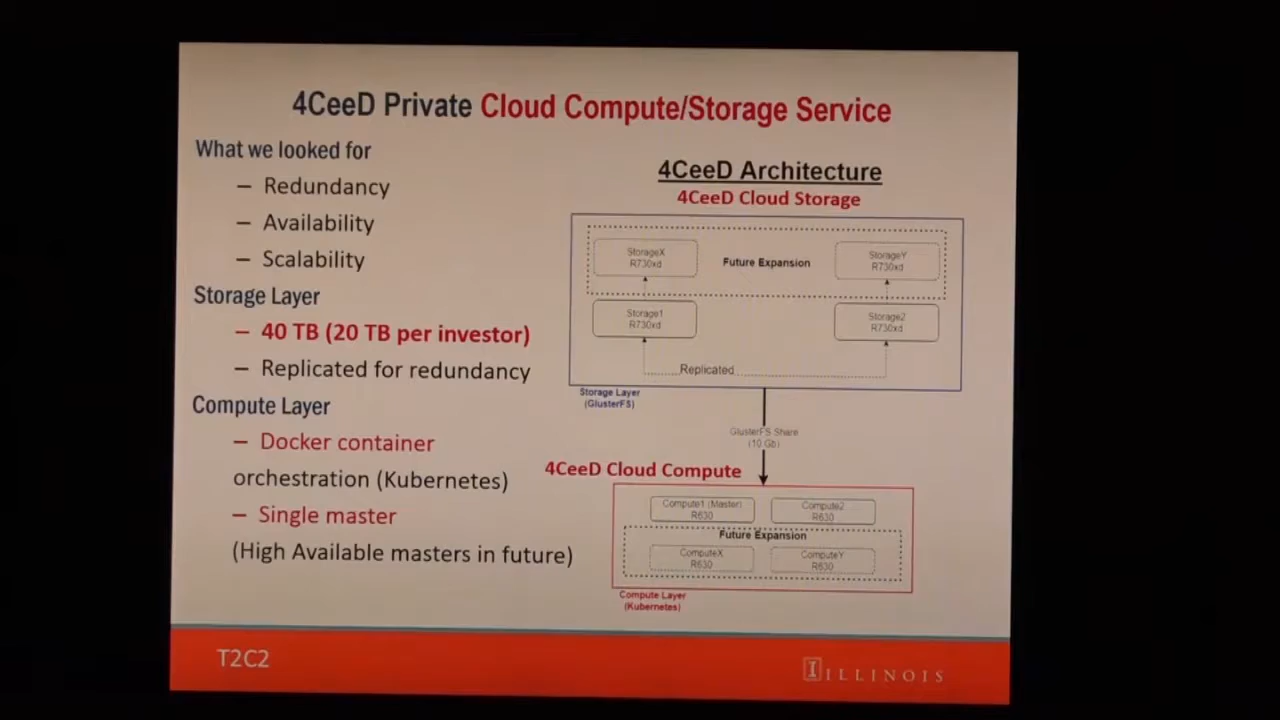 4CeeD Private Cloud Compute/Storage Service
What we looked for
– Redundancy
– Availability
– Scalability
Storage Layer
– 40 TB (20 TB per investor)
– Replicated for redundancy
Compute Layer
– Docker container
orchestration (Kubernetes)
– Single master
(High Available masters in future)
4CeeD Architecture
4CeeD Cloud Storage
StorageX
R730xd
Future Expansion
StorageY
R730xd
Storage1
R730xd
Storage2
R730xd
Replicated
Storage Layer
(GlusterFS)
GlusterFS Share
(10 Gb)
4CeeD Cloud Compute
Compute1 (Master)
R630
Compute2
R630
Future Expansion
ComputeX
R630
ComputeY
R630
Compute Layer
(Kubernetes)
T2C2
I ILLINOIS